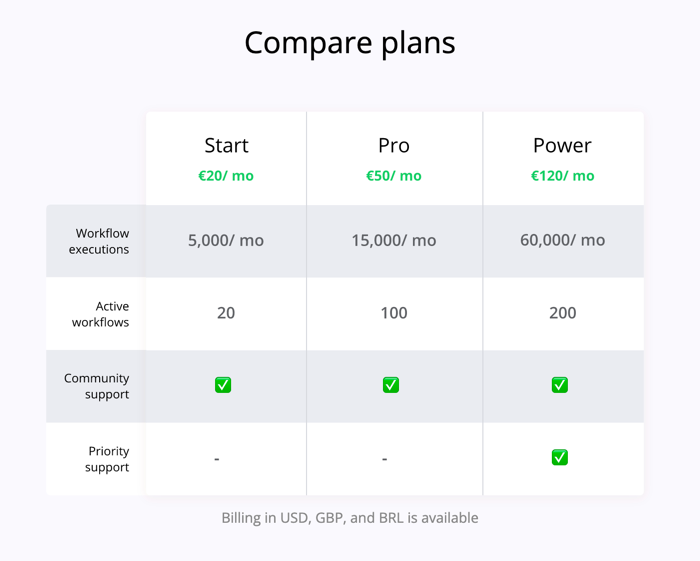 Compare plans
Start Pro Power
€20/ mo €50/ mo €120/ mo
Workflow
executions
5,000/ mo 15,000/ mo 60,000/ mo
Active
workflows
20 100 200
Community
support
✅ ✅ ✅
Priority
support
- - ✅
Billing in USD, GBP, and BRL is available